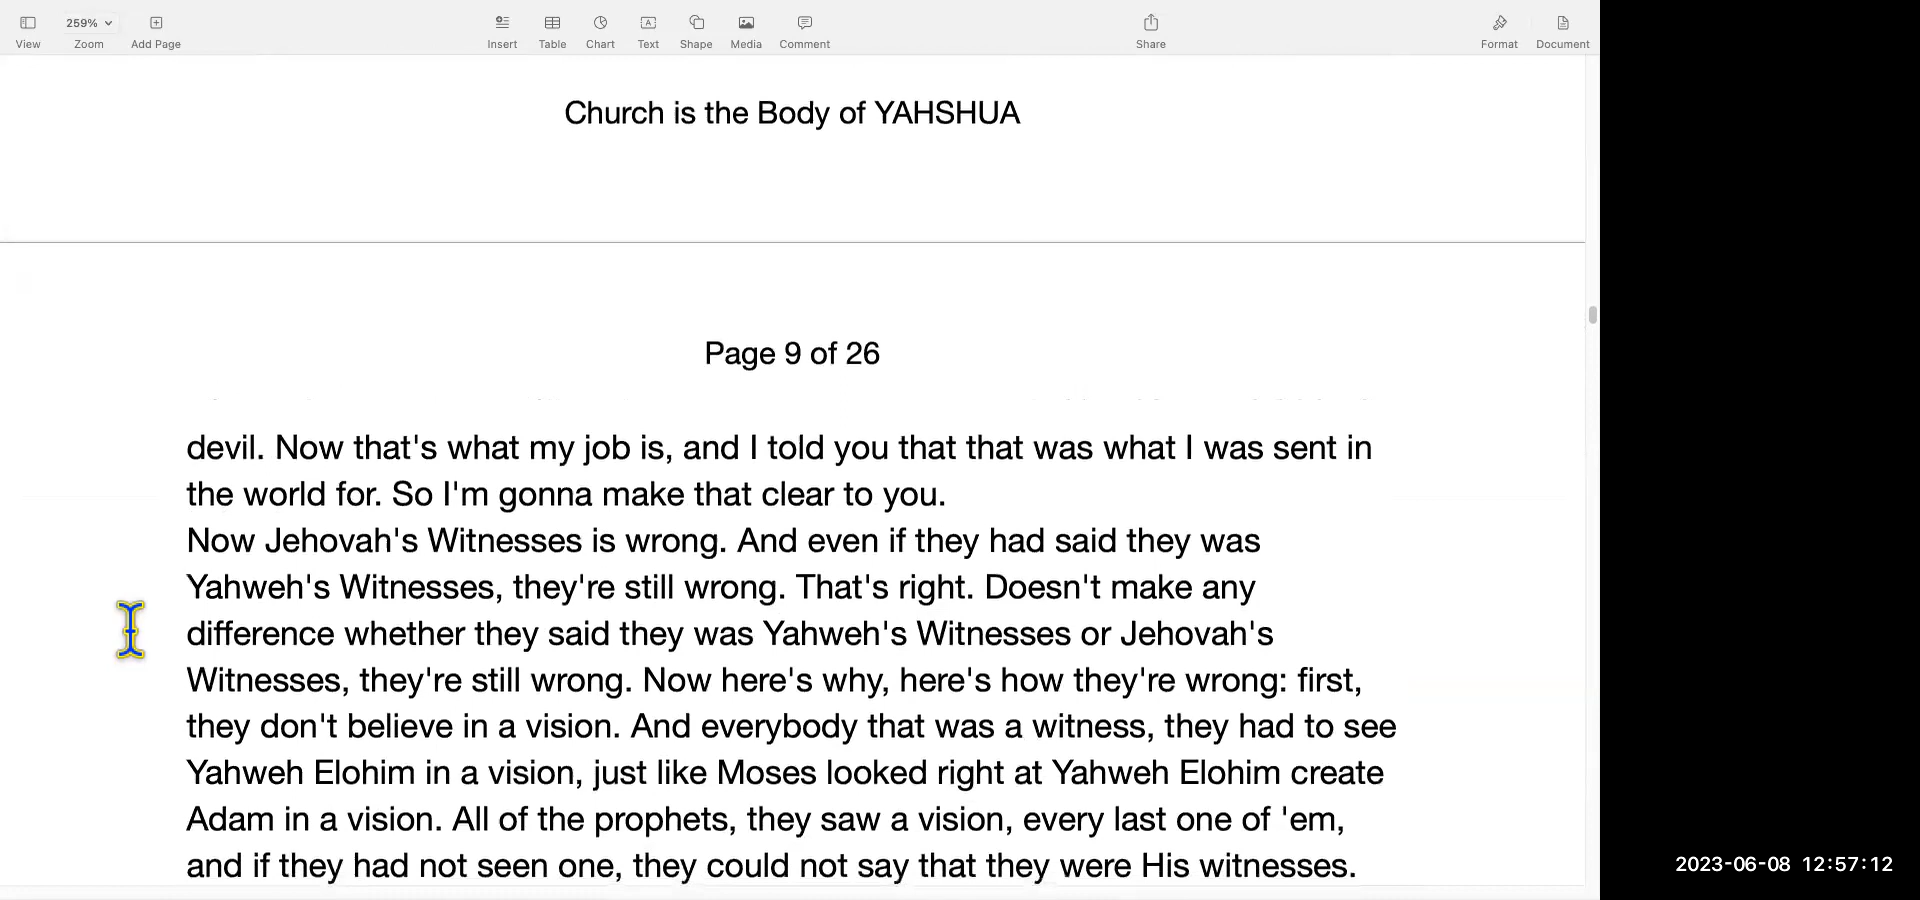 259%
View Zoom Add Page Insert Table Chart Text Shape Media Comment Share Format Document
Church is the Body of YAHSHUA
Page 9 of 26
devil. Now that's what my job is, and I told you that that was what I was sent in
the world for. So I'm gonna make that clear to you.
Now Jehovah's Witnesses is wrong. And even if they had said they was
Yahweh's Witnesses, they're still wrong. That's right. Doesn't make any
difference whether they said they was Yahweh's Witnesses or Jehovah's
Witnesses, they're still wrong. Now here's why, here's how they're wrong: first,
they don't believe in a vision. And everybody that was a witness, they had to see
Yahweh Elohim in a vision, just like Moses looked right at Yahweh Elohim create
Adam in a vision. All of the prophets, they saw a vision, every last one of 'em,
and if they had not seen one, they could not say that they were His witnesses.
2023-06-08 12:57:12